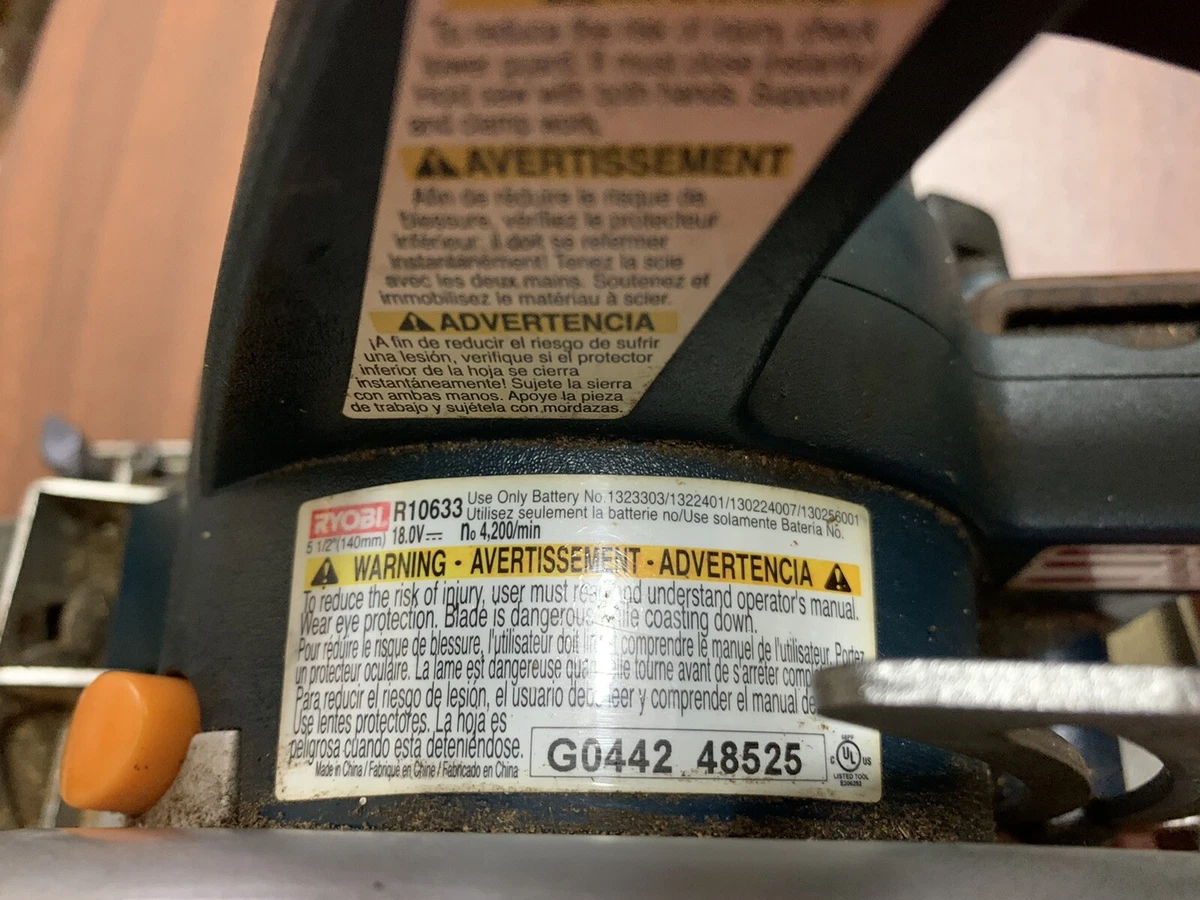 To reduce the risk of injury, check
lower guard. It must close instantly!
Hold saw with both hands. Support
and clamp work.
AVERTISSEMENT
Afin de réduire le risque de
blessure, vérifiez le protecteur
inférieur; il doit se refermer
instantanément! Tenez la scie
avec les deux mains. Soutenez et
immobilisez le matériau à scier.
ADVERTENCIA
¡A fin de reducir el riesgo de sufrir
una lesión, verifique si el protector
inferior de la hoja se cierra
instantáneamente! Sujete la sierra
con ambas manos. Apoye la pieza
de trabajo y sujétela con mordazas.
RYOBI R10633 Use Only Battery No.1323303/1322401/130224007/130256001
Utilisez seulement la batterie no/Use solamente Batería No.
5 1/2"(140mm) 18.0V n₀ 4,200/min
WARNING · AVERTISSEMENT · ADVERTENCIA
To reduce the risk of injury, user must and understand operator's manual.
Wear eye protection. Blade is dangerous coasting down.
Pour réduire le risque de blessure, l'utilisateur doit comprendre le manuel de l'utilisateur. Portez
un protecteur oculaire. La lame est dangereuse tourne avant de s'arrêter
Para reducir el riesgo de lesión, el usuario debe leer y comprender el manual
Use lentes protectores. La hoja es
peligrosa cuando está deteniéndose.
Made in China / Fabriqué en Chine / Fabricado en China
G0442 48525
SEPF
C UL US
LISTED TOOL